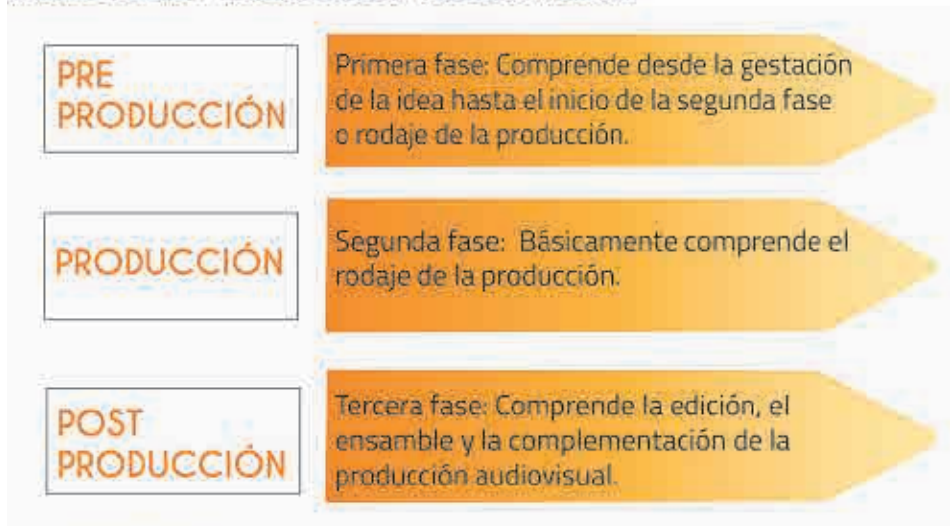 PRE
PRODUCCIÓN
Primera fase: Comprende desde la gestación
de la idea hasta el inicio de la segunda fase
o rodaje de la producción.
PRODUCCIÓN
Segunda fase: Básicamente comprende el
rodaje de la producción.
POST
PRODUCCIÓN
Tercera fase: Comprende la edición, el
ensamble y la complementación de la
producción audiovisual.